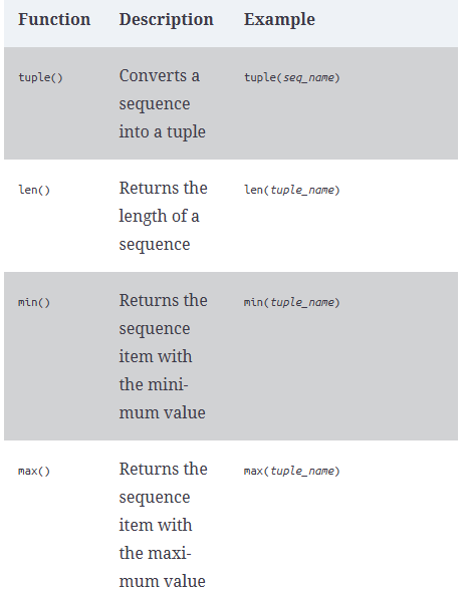 Function Description Example
tuple() Converts a tuple(seq_name)
sequence
into a tuple
len() Returns the len(tuple_name)
length of a
sequence
min() Returns the min(tuple_name)
sequence
item with
the mini-
mum value
max() Returns the max(tuple_name)
sequence
item with
the maxi-
mum value